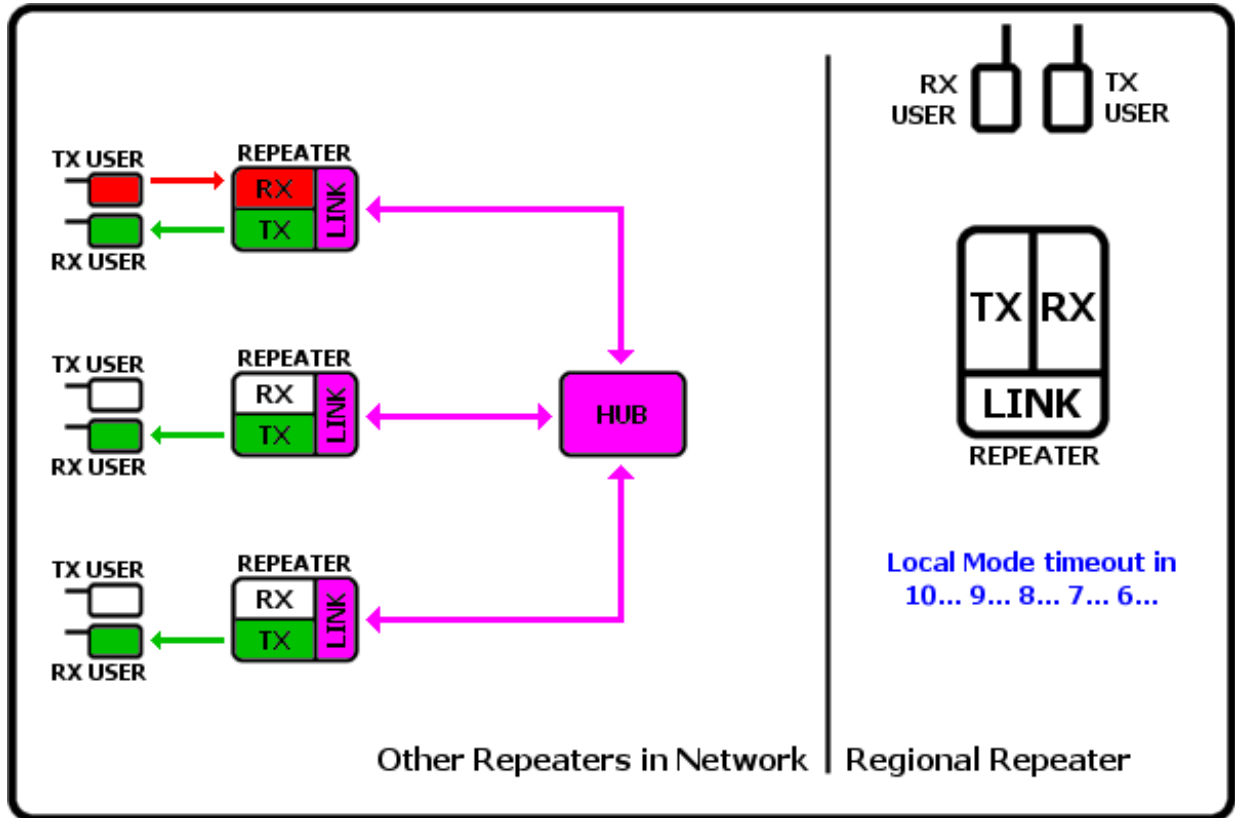 TX USER
REPEATER
RX
TX
LINK
RX USER
TX USER
REPEATER
RX
TX
LINK
RX USER
HUB
TX USER
REPEATER
RX
TX
LINK
RX USER
Other Repeaters in Network
RX
USER
TX
USER
TX RX
LINK
REPEATER
Local Mode timeout in
10... 9... 8... 7... 6...
Regional Repeater